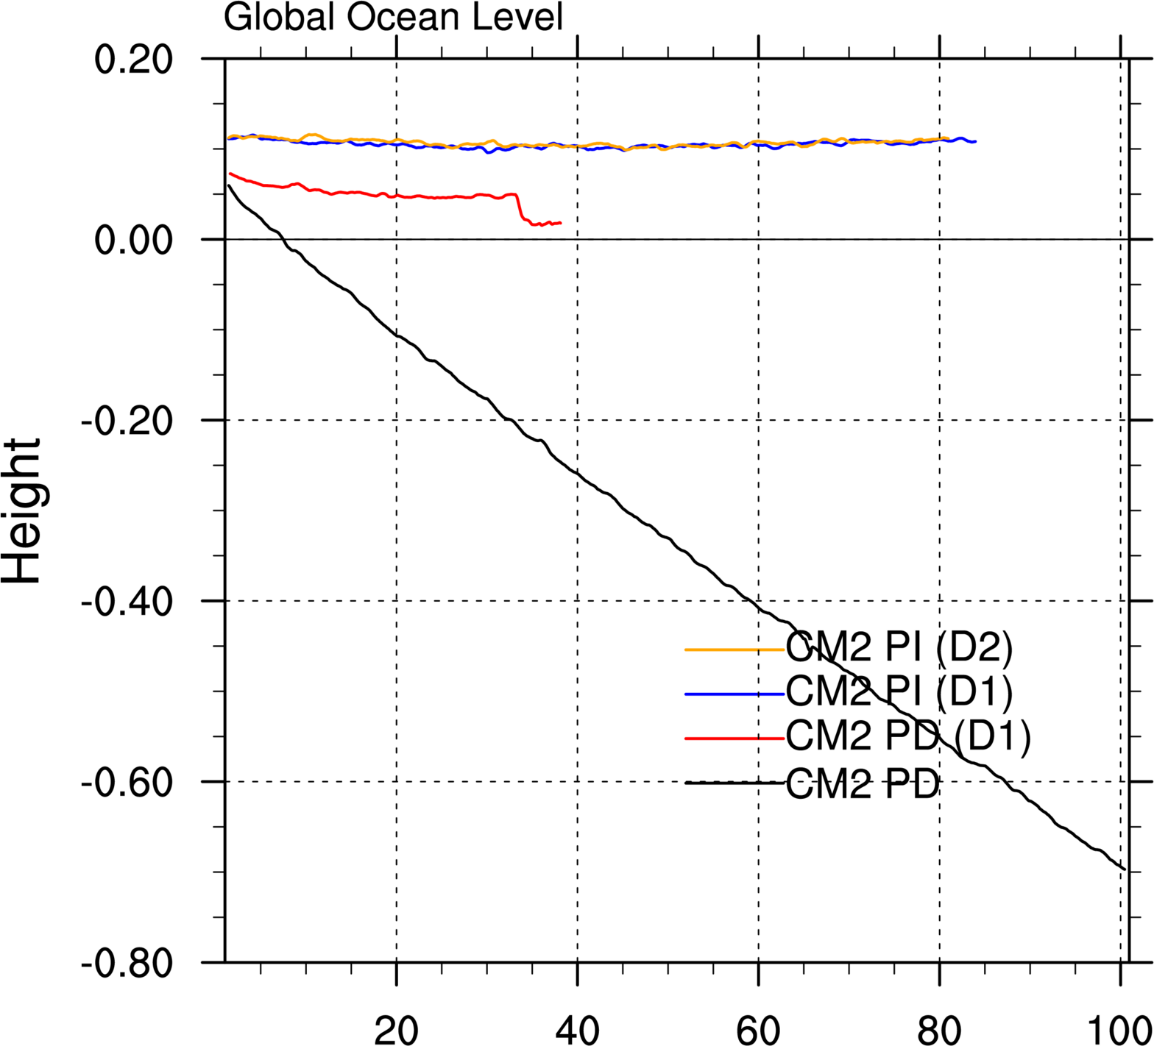 Global Ocean Level
0.20
0.00
-0.20
-0.40
-0.60
-0.80
Height
CM2 PI (D2)
CM2 PI (D1)
CM2 PD (D1)
CM2 PD
20 40 60 80 100